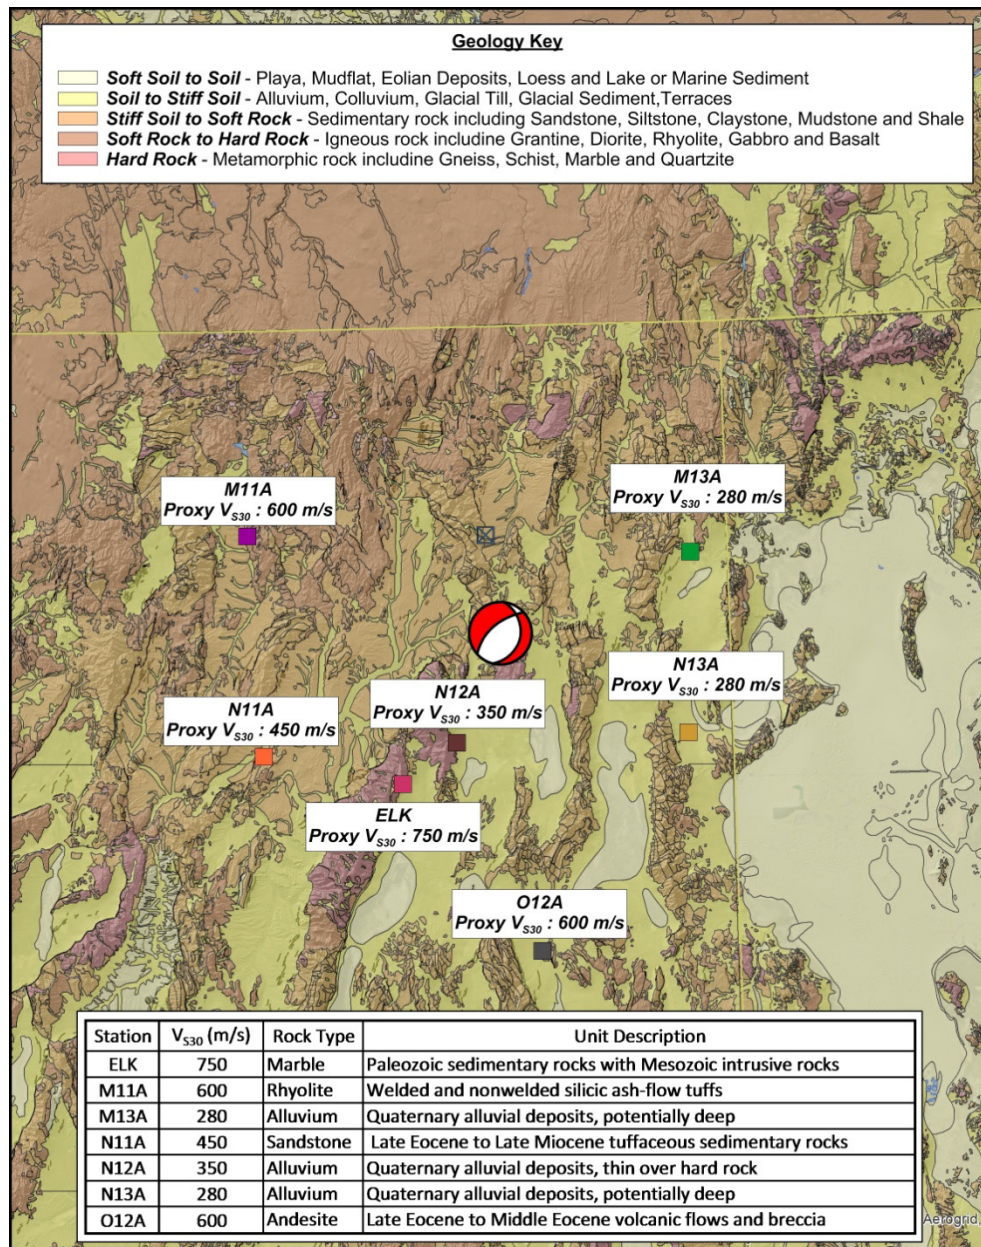 Geology Key
Soft Soil to Soil - Playa, Mudflat, Eolian Deposits, Loess and Lake or Marine Sediment
Soil to Stiff Soil - Alluvium, Colluvium, Glacial Till, Glacial Sediment,Terraces
Stiff Soil to Soft Rock - Sedimentary rock including Sandstone, Siltstone, Claystone, Mudstone and Shale
Soft Rock to Hard Rock - Igneous rock includine Grantine, Diorite, Rhyolite, Gabbro and Basalt
Hard Rock - Metamorphic rock includine Gneiss, Schist, Marble and Quartzite
M11A
Proxy VS30 : 600 m/s
M13A
Proxy VS30 : 280 m/s
N11A
Proxy VS30 : 450 m/s
N12A
Proxy VS30 : 350 m/s
N13A
Proxy VS30 : 280 m/s
ELK
Proxy VS30 : 750 m/s
O12A
Proxy VS30 : 600 m/s
Station VS30 (m/s) Rock Type Unit Description
ELK 750 Marble Paleozoic sedimentary rocks with Mesozoic intrusive rocks
M11A 600 Rhyolite Welded and nonwelded silicic ash-flow tuffs
M13A 280 Alluvium Quaternary alluvial deposits, potentially deep
N11A 450 Sandstone Late Eocene to Late Miocene tuffaceous sedimentary rocks
N12A 350 Alluvium Quaternary alluvial deposits, thin over hard rock
N13A 280 Alluvium Quaternary alluvial deposits, potentially deep
O12A 600 Andesite Late Eocene to Middle Eocene volcanic flows and breccia
Aerogrid